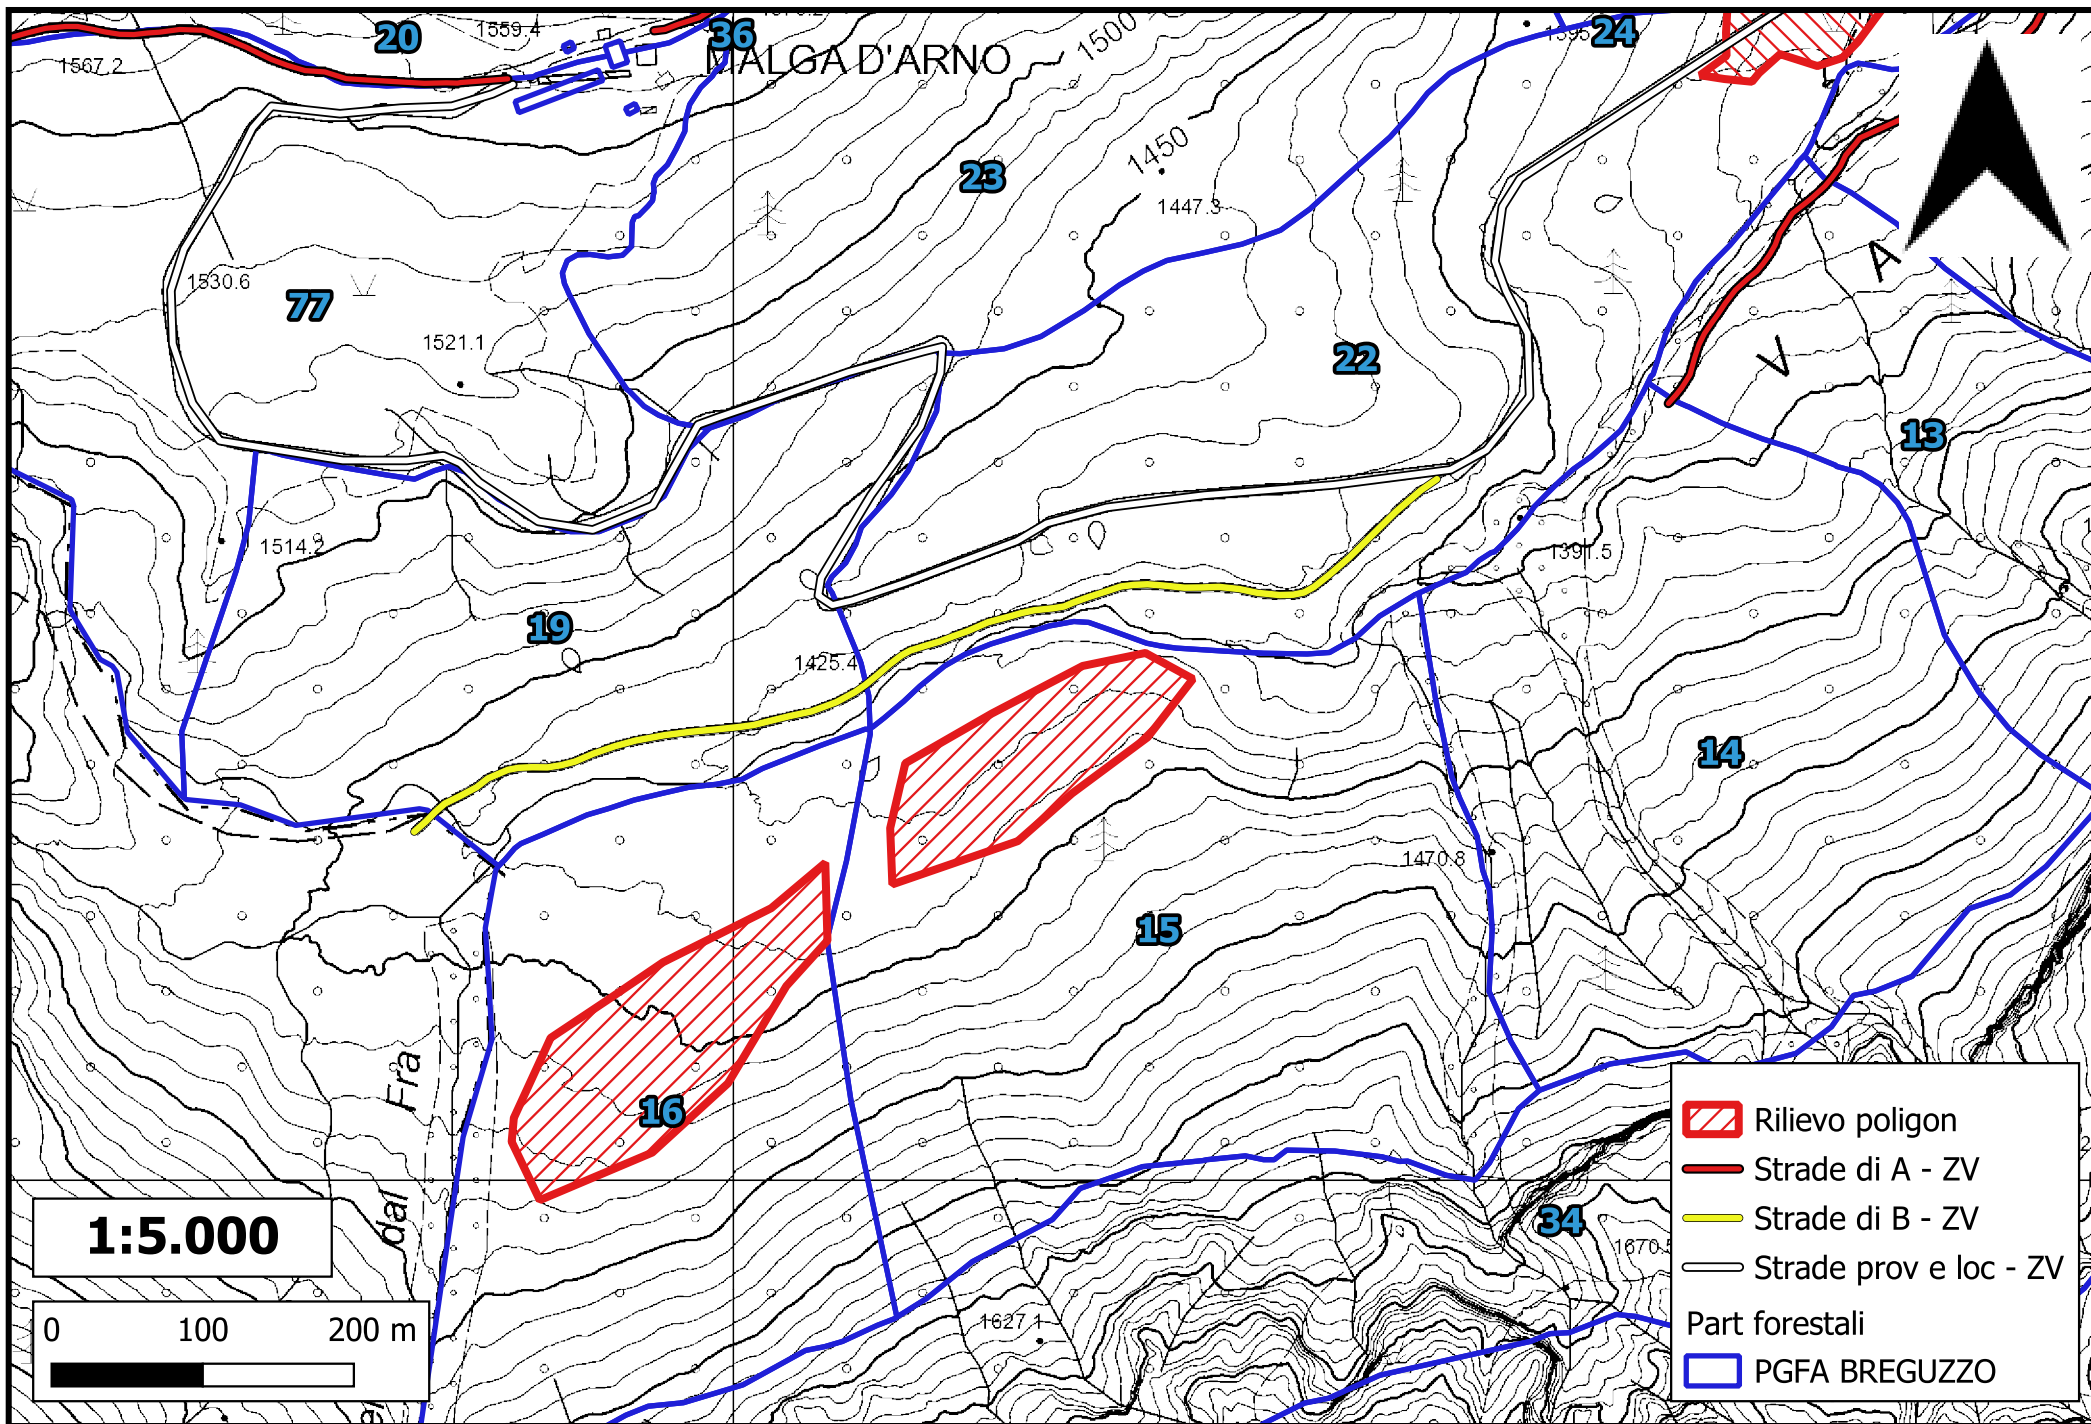 20
1559.4
36
24
MALGA D'ARNO
1500
1567.2
1450
23
1447.3
A
1530.6
77
1521.1
22
V
13
1514.2
1391.5
19
1425.4
14
1470.8
15
Fra
16
dal
34
1670.5
1627.1
1:5.000
0 100 200 m
Rilievo poligon
Strade di A - ZV
Strade di B - ZV
Strade prov e loc - ZV
Part forestali
PGFA BREGUZZO